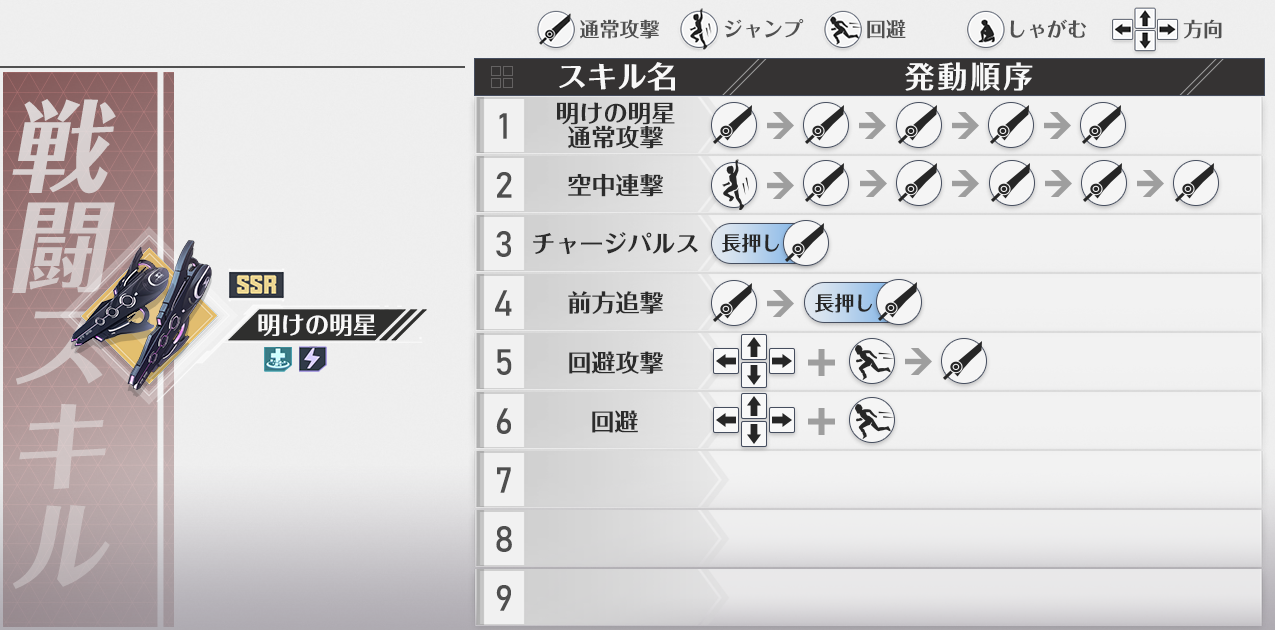 通常攻撃 ジャンプ 回避 しゃがむ 方向
戦闘スキル
SSR
明けの明星
スキル名 発動順序
1 明けの明星
通常攻撃
2 空中連撃
3 チャージパルス 長押し
4 前方追撃 長押し
5 回避攻撃
6 回避
7
8
9